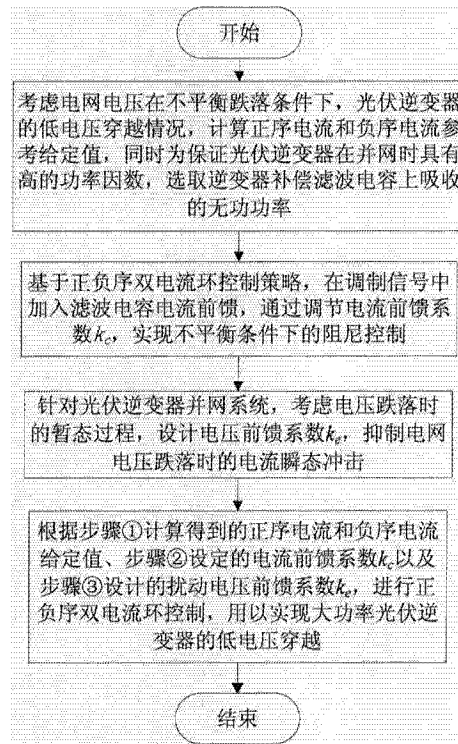 开始
考虑电网电压在不平衡跌落条件下，光伏逆变器
的低电压穿越情况，计算正序电流和负序电流参
考给定值，同时为保证光伏逆变器在并网时具有
高的功率因数，选取逆变器补偿滤波电容上吸收
的无功功率
基于正负序双电流环控制策略，在调制信号中
加入滤波电容电流前馈，通过调节电流前馈系
数kc，实现不平衡条件下的阻尼控制
针对光伏逆变器并网系统，考虑电压跌落时
的暂态过程，设计电压前馈系数ke，抑制电网
电压跌落时的电流瞬态冲击
根据步骤①计算得到的正序电流和负序电流
给定值、步骤②设定的电流前馈系数kc以及
步骤③设计的扰动电压前馈系数ke，进行正
负序双电流环控制，用以实现大功率光伏逆
变器的低电压穿越
结束